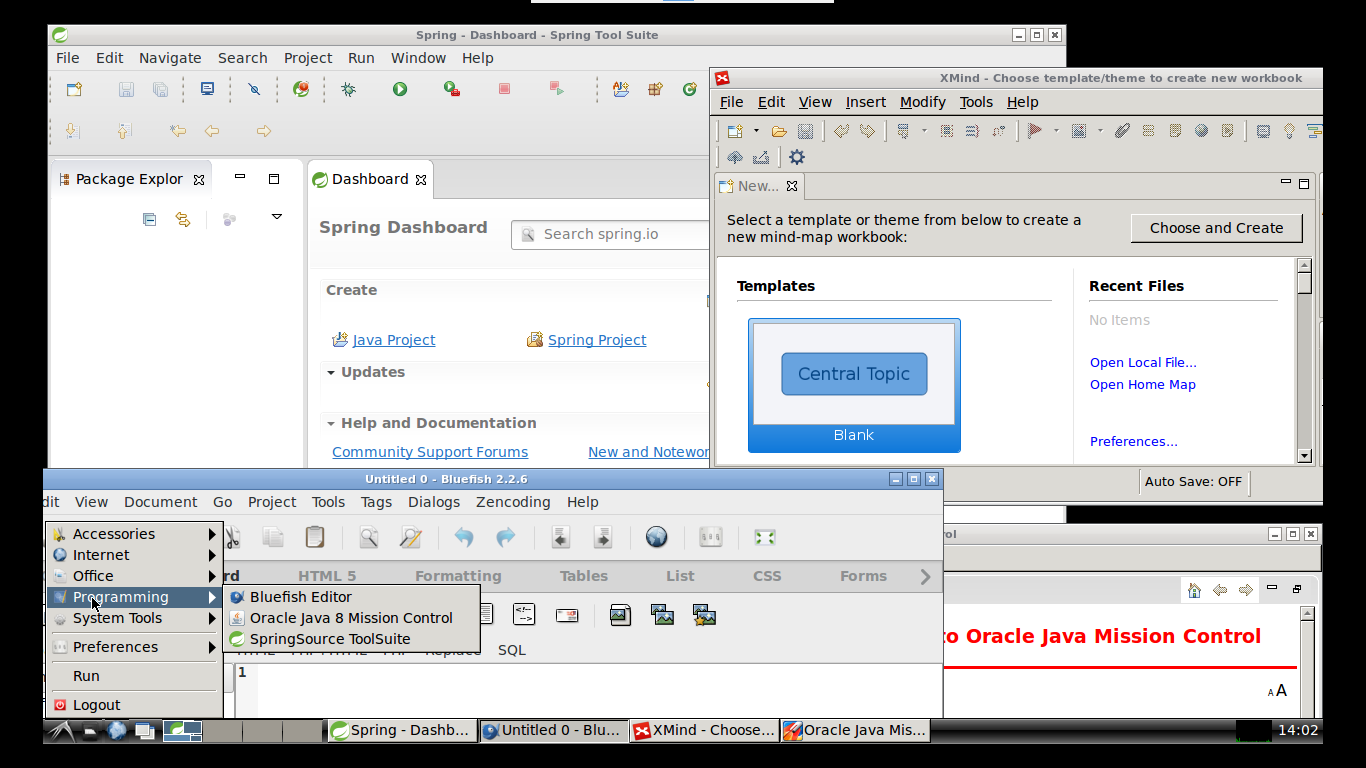 Spring - Dashboard - Spring Tool Suite
File Edit Navigate Search Project Run Window Help
XMind - Choose template/theme to create new workbook
File Edit View Insert Modify Tools Help
Package Explor
Dashboard
Spring Dashboard
Search spring.io
Create
Java Project
Spring Project
Updates
Help and Documentation
Community Support Forums
New and Notewor
New...
Select a template or theme from below to create a
new mind-map workbook:
Choose and Create
Templates
Central Topic
Blank
Recent Files
No Items
Open Local File...
Open Home Map
Preferences...
Auto Save: OFF
Untitled 0 - Bluefish 2.2.6
dit View Document Go Project Tools Tags Dialogs Zencoding Help
rd HTML 5 Formatting Tables List CSS Forms
SQL
1
Accessories
Internet
Office
Programming
System Tools
Preferences
Run
Logout
Bluefish Editor
Oracle Java 8 Mission Control
SpringSource ToolSuite
rol
to Oracle Java Mission Control
A A
Spring - Dashb...
Untitled 0 - Blu...
XMind - Choose...
Oracle Java Mis...
14:02